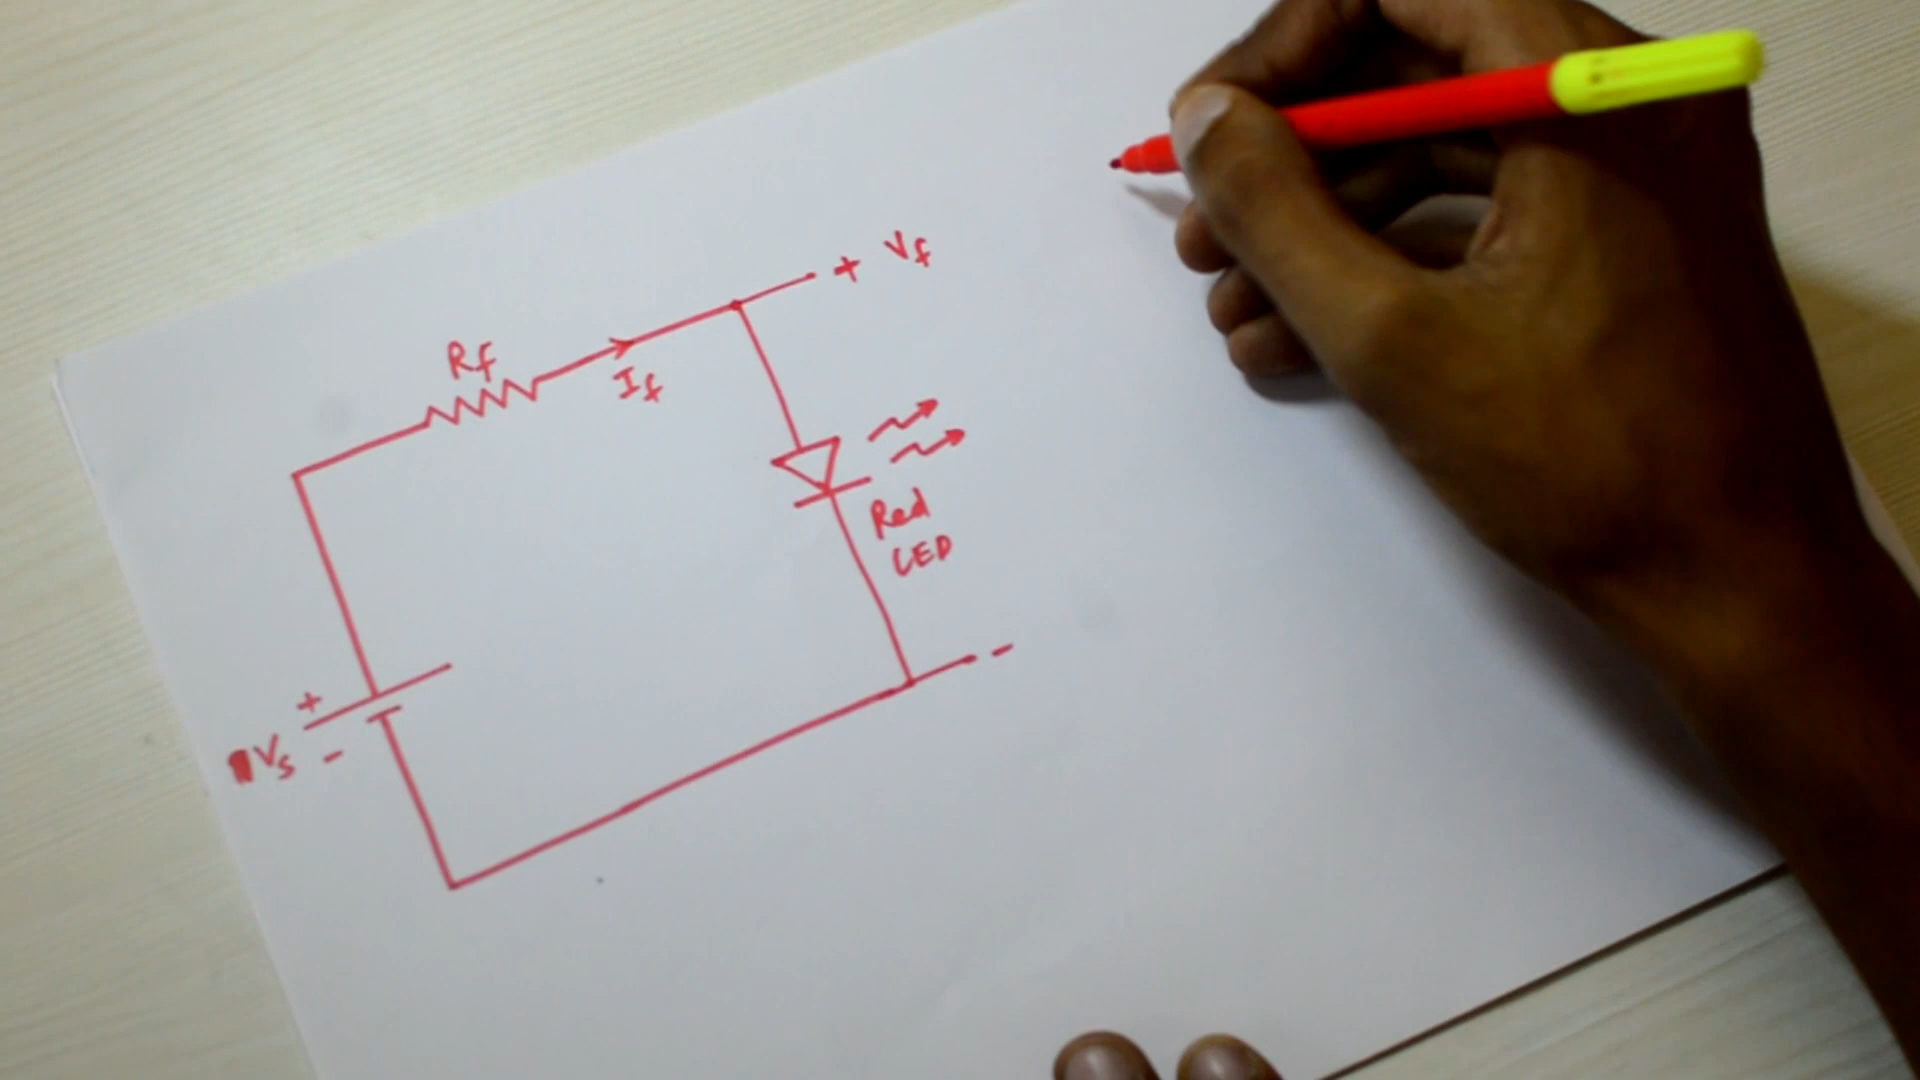 + Vf
Rf
If
Red
LED
+
Vs -
-